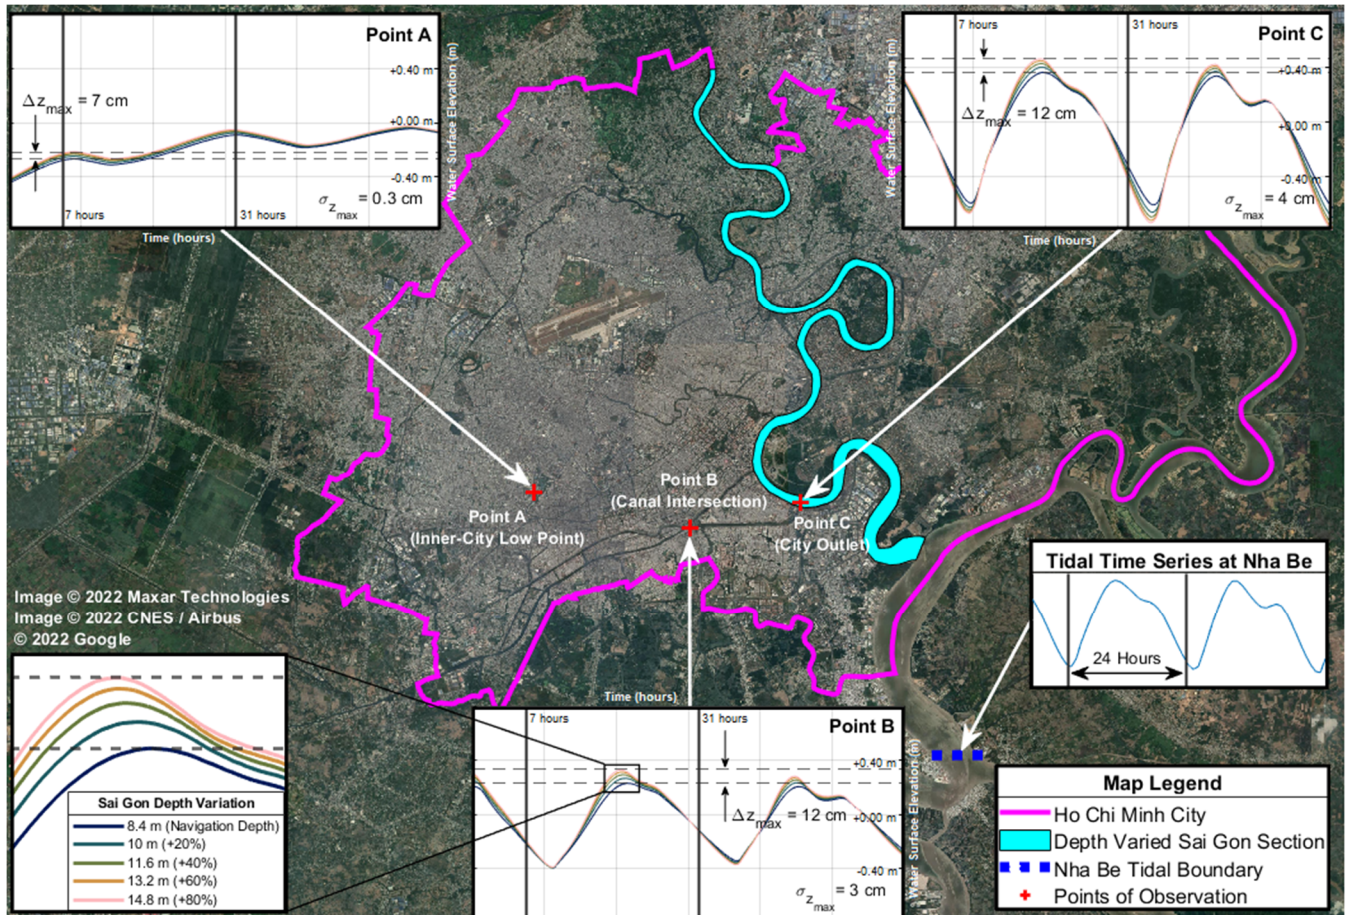 Point A
+0.40 m
Δz_max = 7 cm
+0.00 m
-0.40 m
σ_z_max = 0.3 cm
7 hours
31 hours
Time (hours)
Water Surface Elevation (m)
7 hours
31 hours
Point C
+0.40 m
Δz_max = 12 cm
+0.00 m
-0.40 m
σ_z_max = 4 cm
Time (hours)
Water Surface Elevation (m)
Point A
(Inner-City Low Point)
Point B
(Canal Intersection)
Point C
(City Outlet)
Image © 2022 Maxar Technologies
Image © 2022 CNES / Airbus
© 2022 Google
Tidal Time Series at Nha Be
24 Hours
Sai Gon Depth Variation
8.4 m (Navigation Depth)
10 m (+20%)
11.6 m (+40%)
13.2 m (+60%)
14.8 m (+80%)
Time (hours)
7 hours
31 hours
Point B
+0.40 m
Δz_max = 12 cm
+0.00 m
-0.40 m
σ_z_max = 3 cm
Water Surface Elevation (m)
Map Legend
Ho Chi Minh City
Depth Varied Sai Gon Section
Nha Be Tidal Boundary
Points of Observation